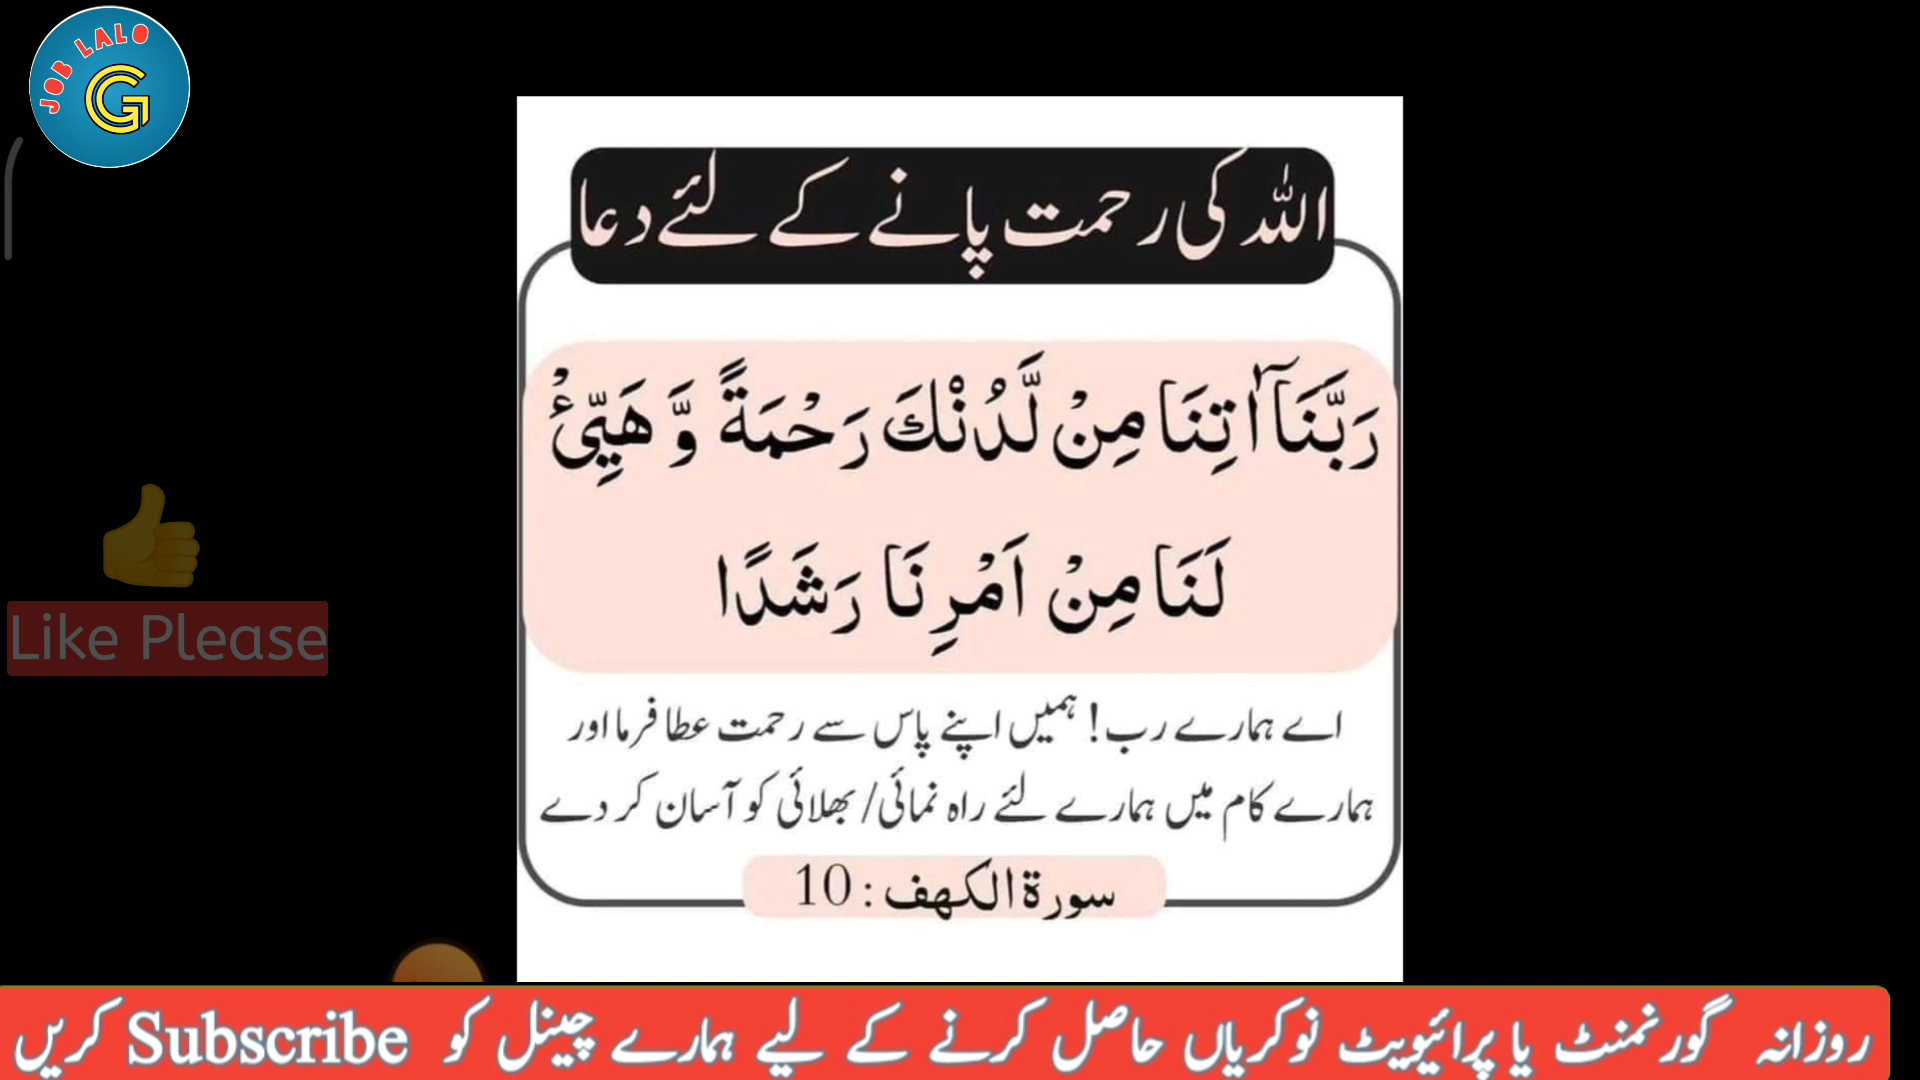 JOB LALO
G
اللہ کی رحمت پانے کے لئے دعا
رَبَّنَآ اٰتِنَا مِنْ لَّدُنْكَ رَحْمَةً وَّ هَيِّئْ
لَنَا مِنْ اَمْرِنَا رَشَدًا
اے ہمارے رب! ہمیں اپنے پاس سے رحمت عطا فرما اور
ہمارے کام میں ہمارے لئے راہ نمائی/بھلائی کو آسان کر دے
سورۃ الکہف : 10
Like Please
روزانہ گورنمنٹ یا پرائیویٹ نوکریاں حاصل کرنے کے لیے ہمارے چینل کو Subscribe کریں